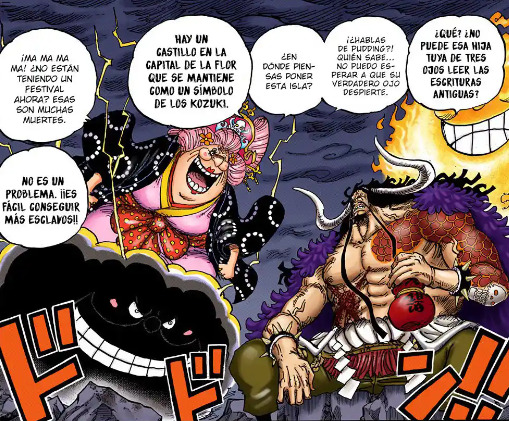 ¿QUÉ? ¿NO
PUEDE ESA HIJA
TUYA DE TRES
OJOS LEER LAS
ESCRITURAS
ANTIGUAS?
¡¿HABLAS
DE PUDDING?!
QUIÉN SABE...
NO PUEDO ES-
PERAR A QUE SU
VERDADERO OJO
DESPIERTE.
¿EN
DÓNDE PIEN-
SAS PONER
ESTA ISLA?
HAY UN
CASTILLO EN LA
CAPITAL DE LA FLOR
QUE SE MANTIENE
COMO UN SÍMBOLO
DE LOS KOZUKI.
¡MA MA MA
MA! ¿NO ESTÁN
TENIENDO UN
FESTIVAL
AHORA? ESAS
SON MUCHAS
MUERTES.
NO ES UN
PROBLEMA. ¡¡ES
FÁCIL CONSEGUIR
MÁS ESCLAVOS!!
ドドン!!